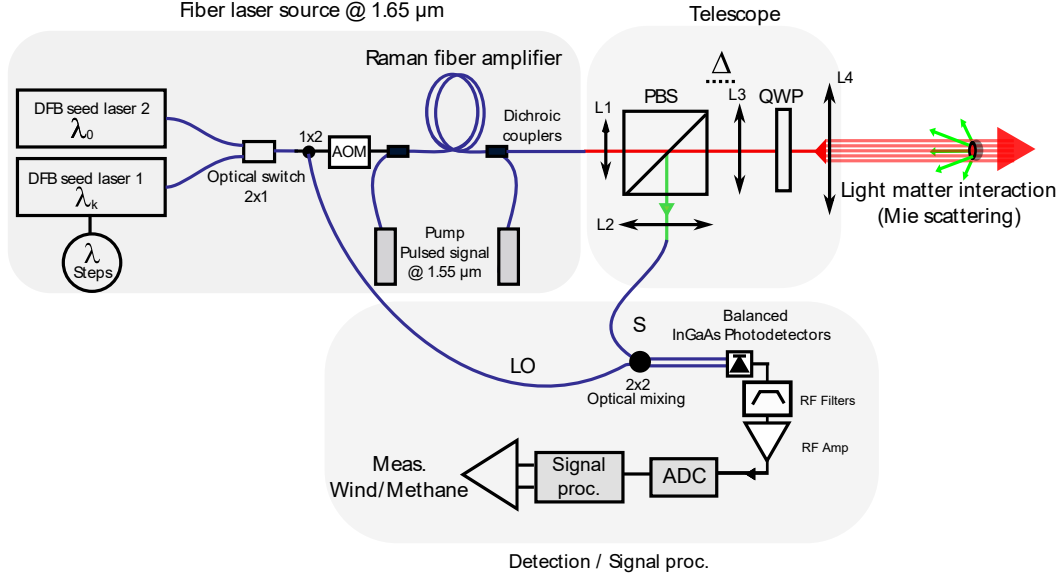 Fiber laser source @ 1.65 µm
Telescope
Raman fiber amplifier
DFB seed laser 2
λ0
DFB seed laser 1
λk
λ
Steps
Optical switch
2x1
1x2
AOM
Dichroic
couplers
Pump
Pulsed signal
@ 1.55 µm
L1
PBS
Δ
L3
QWP
L4
L2
Light matter interaction
(Mie scattering)
S
LO
2x2
Optical mixing
Balanced
InGaAs Photodetectors
RF Filters
RF Amp
ADC
Signal
proc.
Meas.
Wind/Methane
Detection / Signal proc.